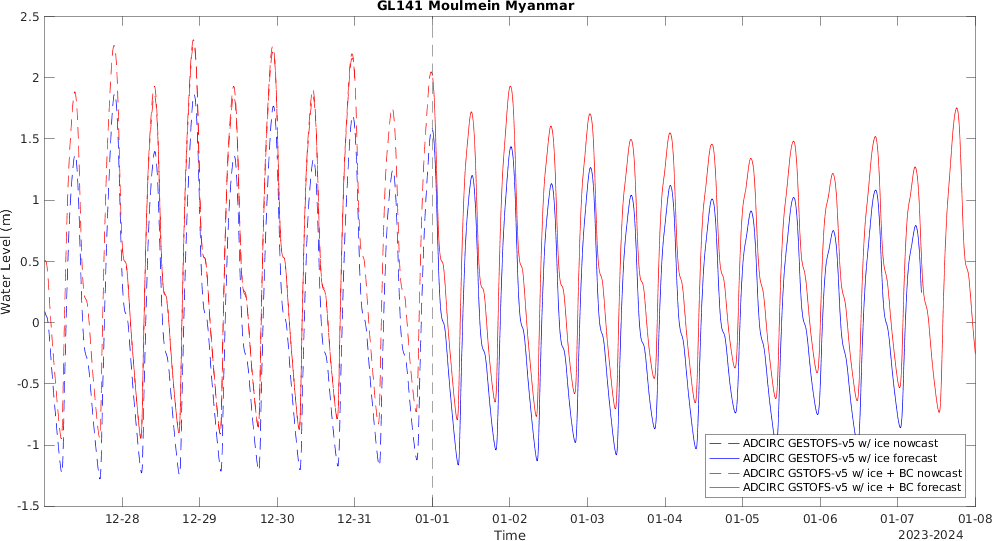 GL141 Moulmein Myanmar
2.5
2
1.5
1
0.5
0
-0.5
-1
-1.5
Water Level (m)
12-28 12-29 12-30 12-31 01-01 01-02 01-03 01-04 01-05 01-06 01-07 01-08
Time
2023-2024
ADCIRC GESTOFS-v5 w/ ice nowcast
ADCIRC GESTOFS-v5 w/ ice forecast
ADCIRC GSTOFS-v5 w/ ice + BC nowcast
ADCIRC GSTOFS-v5 w/ ice + BC forecast